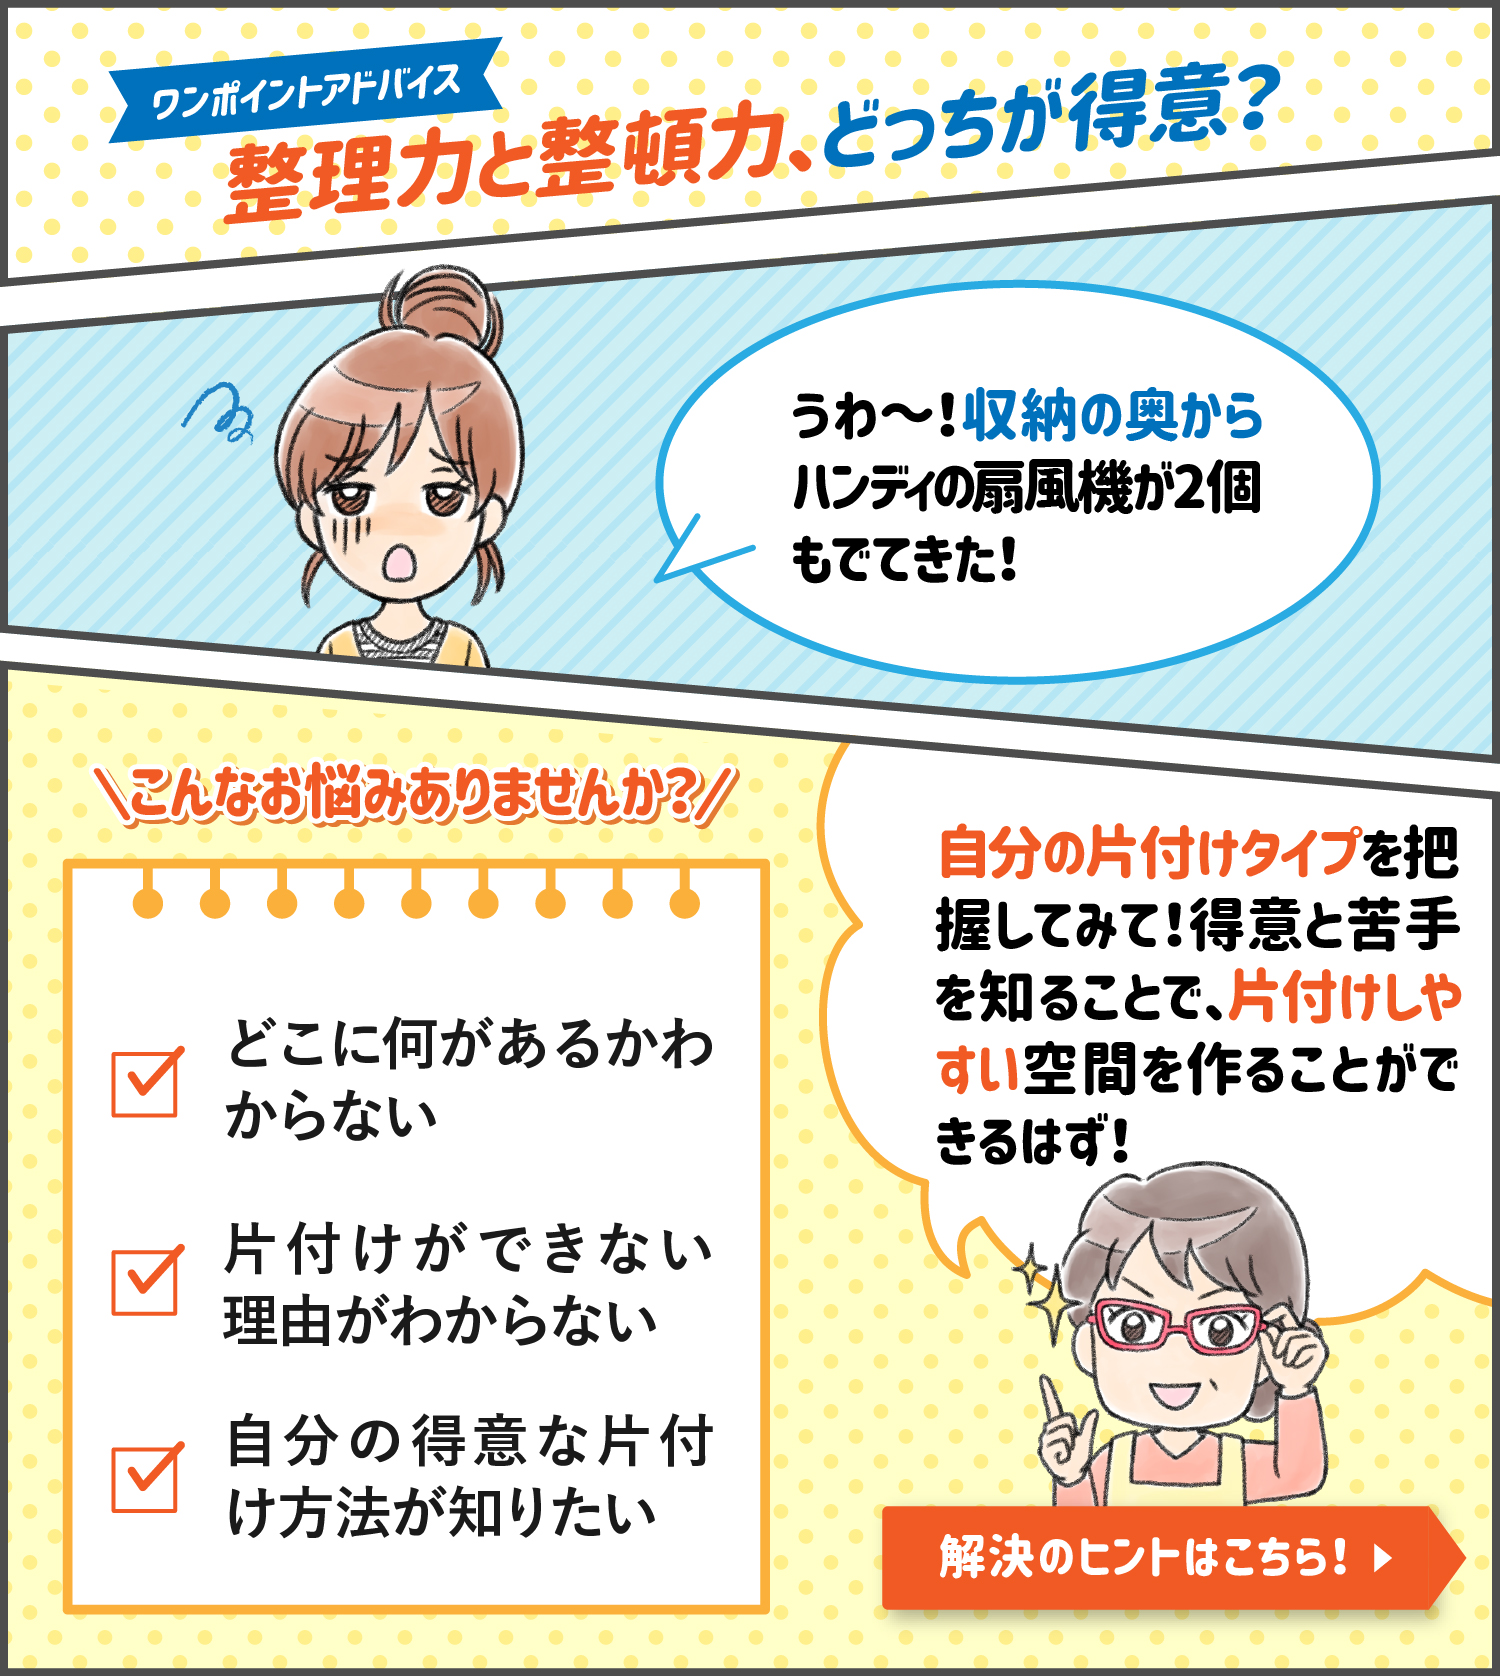 ワンポイントアドバイス
整理力と整頓力、どっちが得意？
うわ〜！収納の奥から
ハンディの扇風機が2個
もでてきた！
＼こんなお悩みありませんか？／
どこに何があるかわ
からない
片付けができない
理由がわからない
自分の得意な片付
け方法が知りたい
自分の片付けタイプを把
握してみて！得意と苦手
を知ることで、片付けしや
すい空間を作ることがで
きるはず！
解決のヒントはこちら！